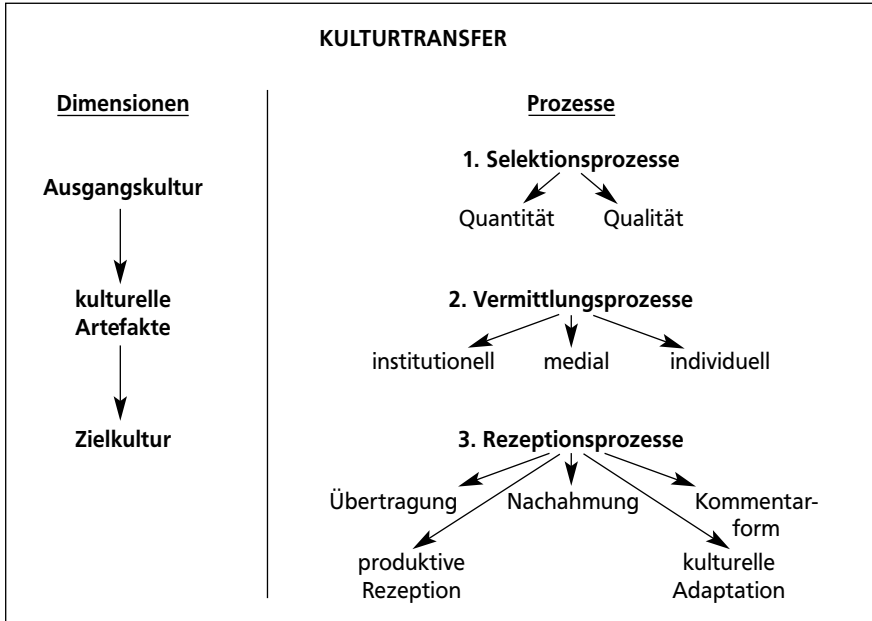 KULTURTRANSFER
Dimensionen
Ausgangskultur
kulturelle
Artefakte
Zielkultur
Prozesse
1. Selektionsprozesse
Quantität Qualität
2. Vermittlungsprozesse
institutionell medial individuell
3. Rezeptionsprozesse
Übertragung Nachahmung Kommentar-
form
produktive
Rezeption
kulturelle
Adaptation